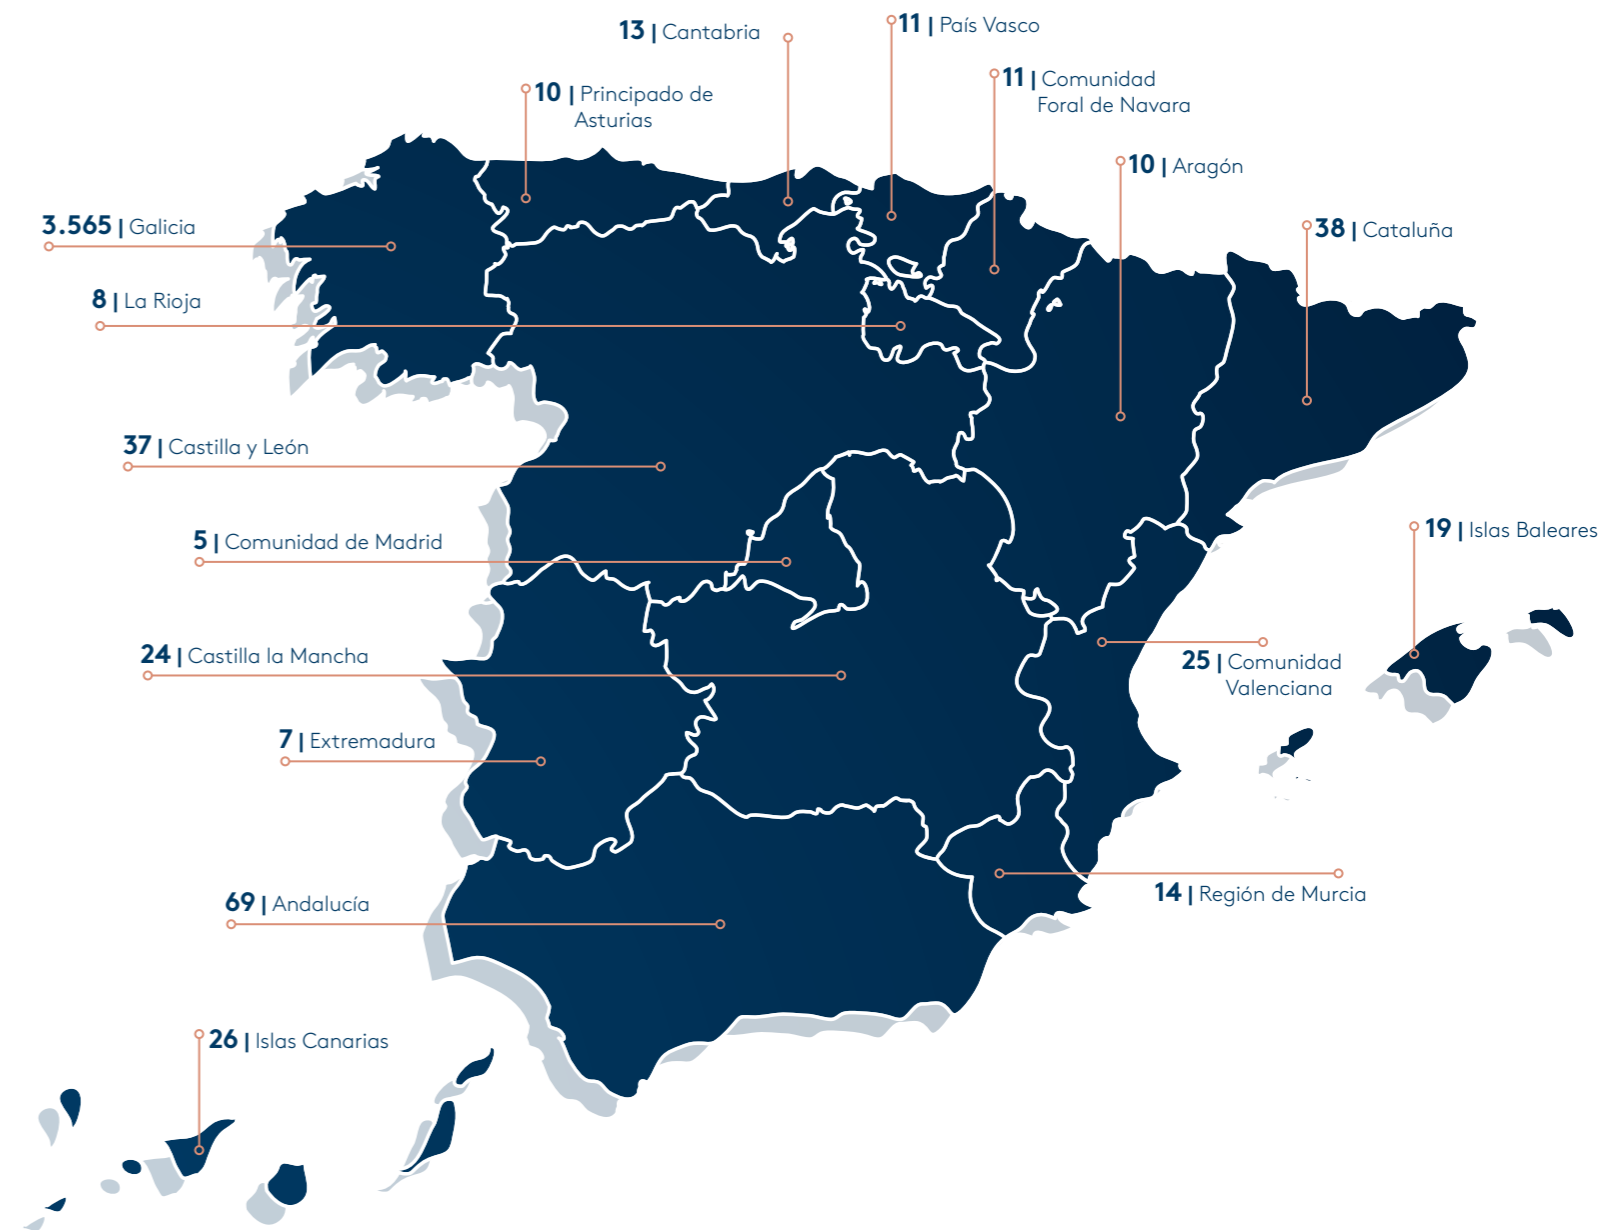 13 | Cantabria
11 | País Vasco
11 | Comunidad
Foral de Navara
10 | Principado de
Asturias
10 | Aragón
3.565 | Galicia
38 | Cataluña
8 | La Rioja
37 | Castilla y León
5 | Comunidad de Madrid
19 | Islas Baleares
24 | Castilla la Mancha
25 | Comunidad
Valenciana
7 | Extremadura
69 | Andalucía
14 | Región de Murcia
26 | Islas Canarias